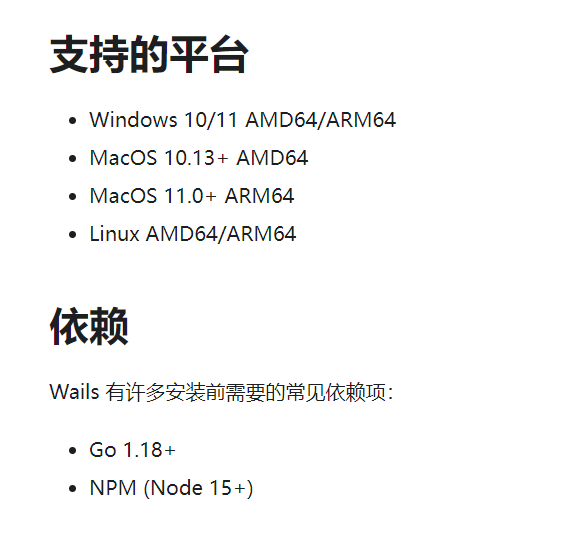 支持的平台
Windows 10/11 AMD64/ARM64
MacOS 10.13+ AMD64
MacOS 11.0+ ARM64
Linux AMD64/ARM64
依赖
Wails 有许多安装前需要的常见依赖项：
Go 1.18+
NPM (Node 15+)